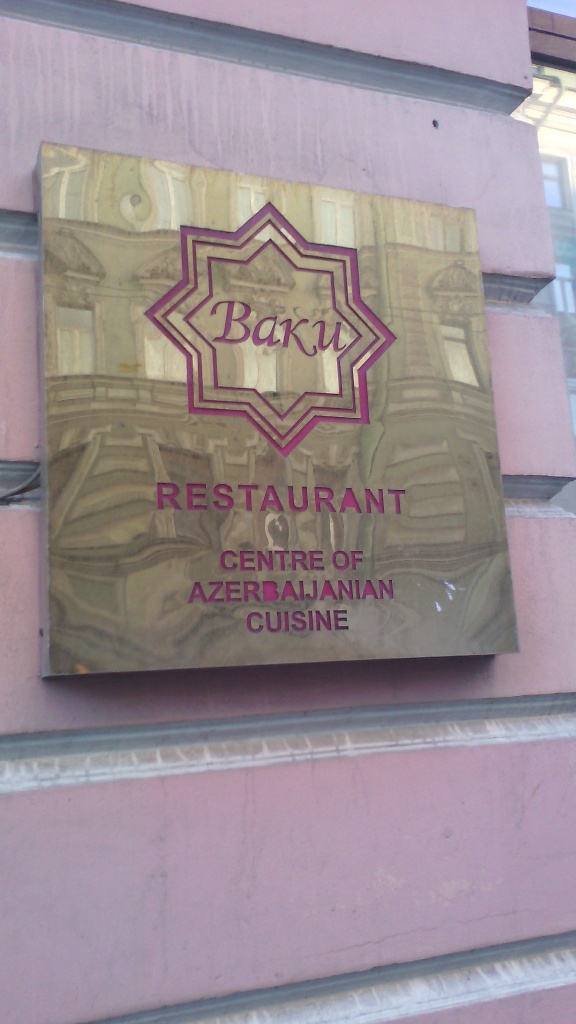 Баки
RESTAURANT
CENTRE OF
AZERBAIJANIAN
CUISINE